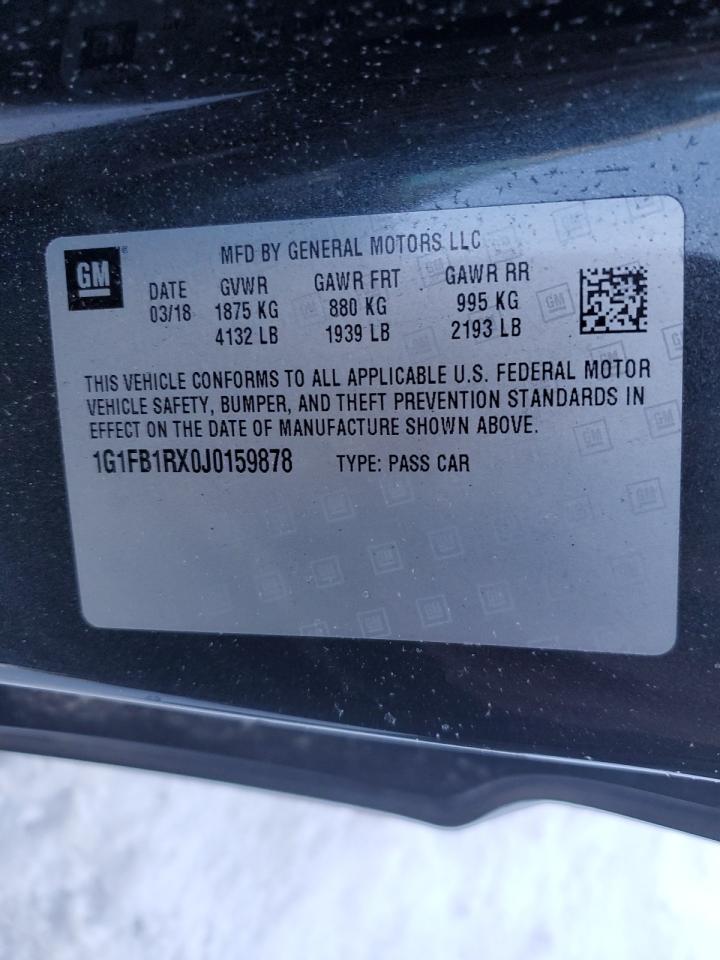 GM
MFD BY GENERAL MOTORS LLC
DATE GVWR GAWR FRT GAWR RR
03/18 1875 KG 880 KG 995 KG
4132 LB 1939 LB 2193 LB
THIS VEHICLE CONFORMS TO ALL APPLICABLE U.S. FEDERAL MOTOR
VEHICLE SAFETY, BUMPER, AND THEFT PREVENTION STANDARDS IN
EFFECT ON THE DATE OF MANUFACTURE SHOWN ABOVE.
1G1FB1RX0J0159878 TYPE: PASS CAR